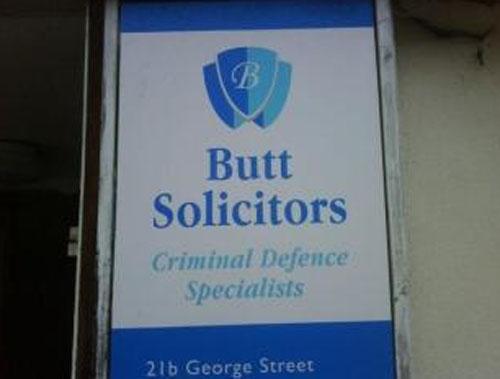 B
Butt
Solicitors
Criminal Defence
Specialists
21b George Street